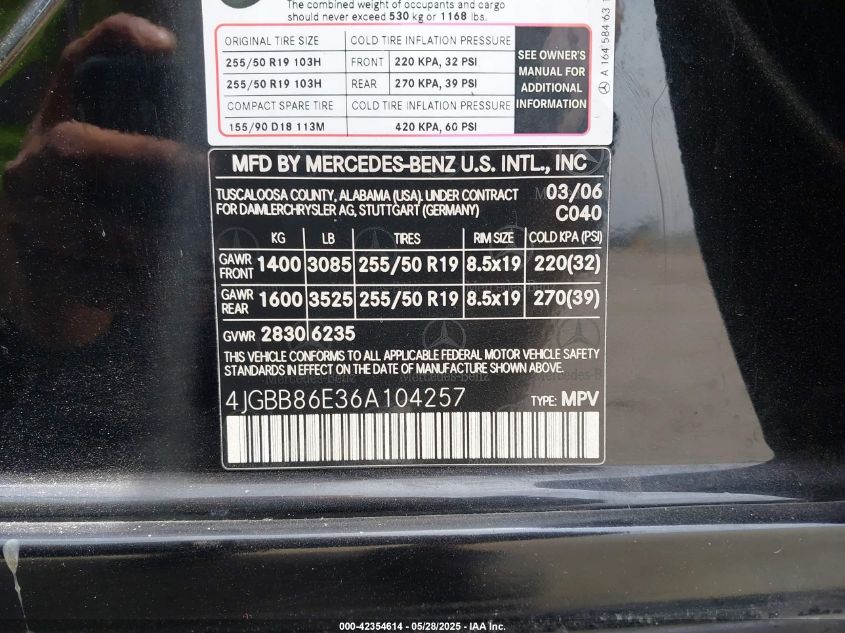 The combined weight of occupants and cargo
should never exceed 530 kg or 1168 lbs.
ORIGINAL TIRE SIZE COLD TIRE INFLATION PRESSURE
255/50 R19 103H FRONT 220 KPA, 32 PSI
255/50 R19 103H REAR 270 KPA, 39 PSI
COMPACT SPARE TIRE COLD TIRE INFLATION PRESSURE
155/90 D18 113M 420 KPA, 60 PSI
SEE OWNER'S
MANUAL FOR
ADDITIONAL
INFORMATION
A 164 584 63
MFD BY MERCEDES-BENZ U.S. INTL., INC
TUSCALOOSA COUNTY, ALABAMA (USA). UNDER CONTRACT 03/06
FOR DAIMLERCHRYSLER AG, STUTTGART (GERMANY) C040
KG LB TIRES RIM SIZE COLD KPA (PSI)
GAWR FRONT 1400 3085 255/50 R19 8.5x19 220(32)
GAWR REAR 1600 3525 255/50 R19 8.5x19 270(39)
GVWR 2830 6235
THIS VEHICLE CONFORMS TO ALL APPLICABLE FEDERAL MOTOR VEHICLE SAFETY
STANDARDS IN EFFECT ON THE DATE OF MANUFACTURE SHOWN ABOVE.
4JGBB86E36A104257 TYPE: MPV
000-42354614 - 05/28/2025 - IAA Inc.